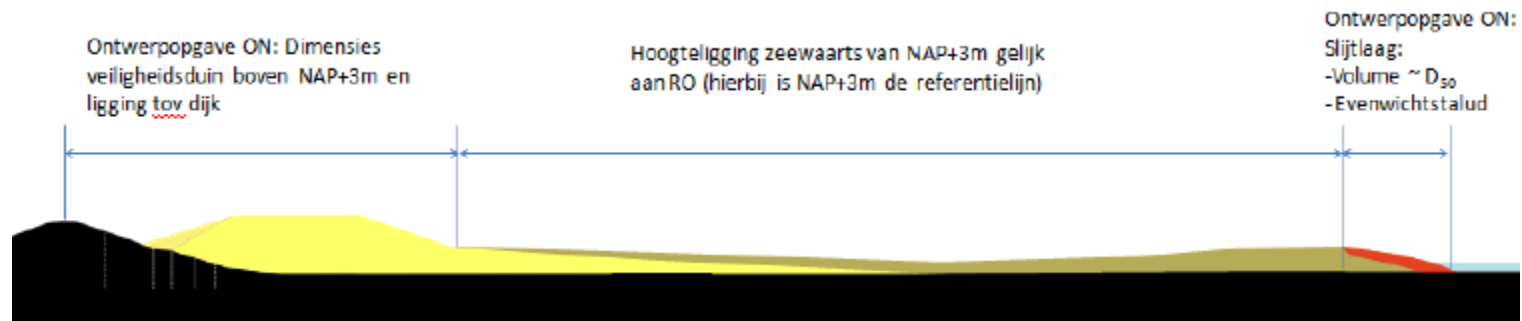 Ontwerpopgave ON: Dimensies
veiligheidsduin boven NAP+3m en
ligging tov dijk
Hoogteligging zeewaarts van NAP+3m gelijk
aan RO (hierbij is NAP+3m de referentielijn)
Ontwerpopgave ON:
Slijtlaag:
-Volume ~ D₅₀
-Evenwichtstalud